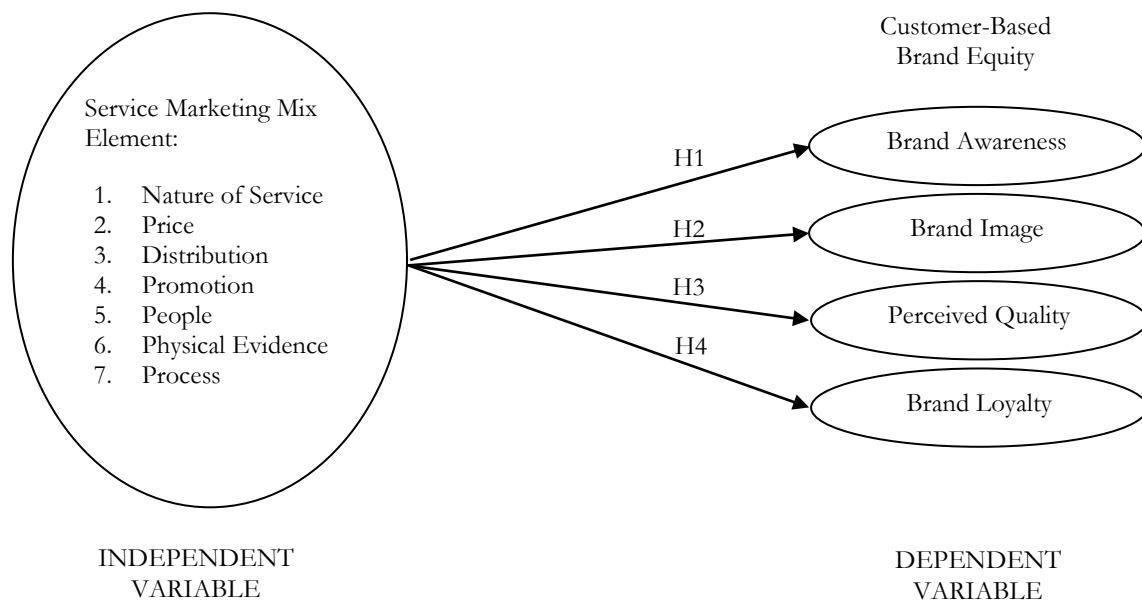 Customer-Based
Brand Equity
Service Marketing Mix
Element:
1. Nature of Service
2. Price
3. Distribution
4. Promotion
5. People
6. Physical Evidence
7. Process
H1
H2
H3
H4
Brand Awareness
Brand Image
Perceived Quality
Brand Loyalty
INDEPENDENT
VARIABLE
DEPENDENT
VARIABLE